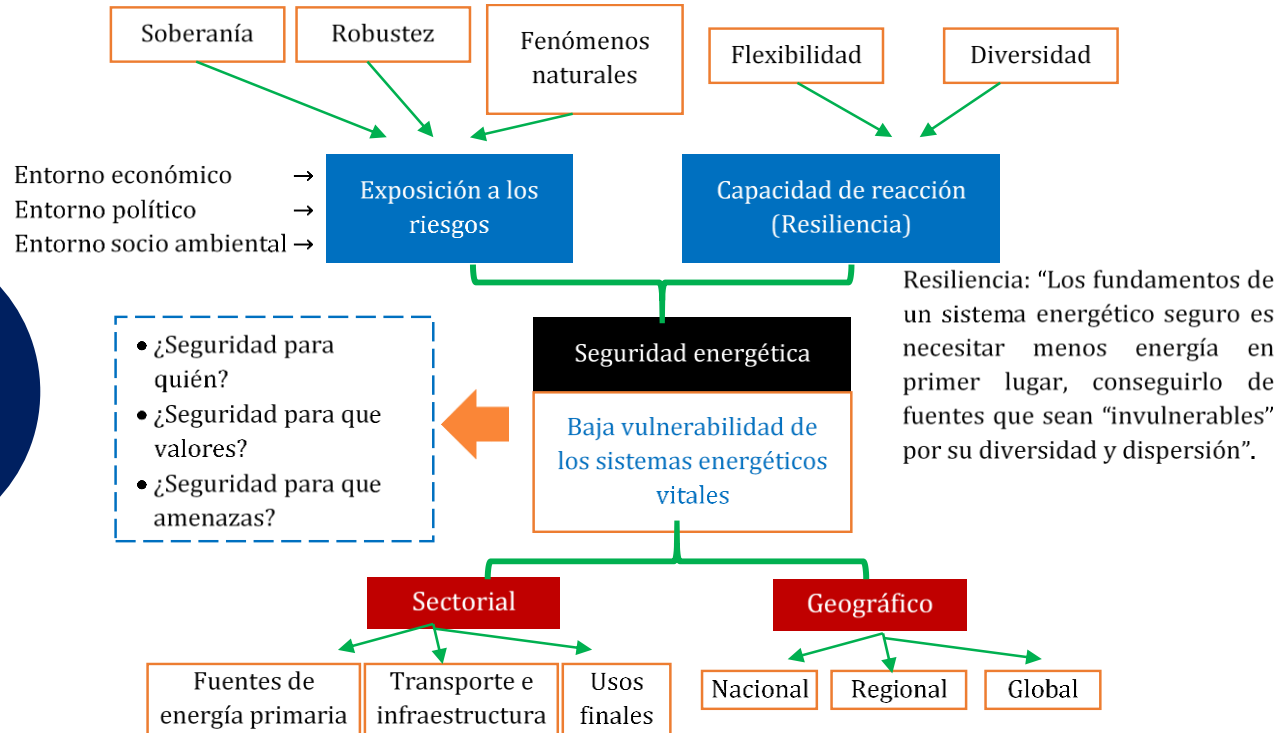 Soberanía
Robustez
Fenómenos
naturales
Flexibilidad
Diversidad
Entorno económico →
Entorno político →
Entorno socio ambiental →
Exposición a los
riesgos
Capacidad de reacción
(Resiliencia)
Resiliencia: “Los fundamentos de
un sistema energético seguro es
necesitar menos energía en
primer lugar, conseguirlo de
fuentes que sean “invulnerables”
por su diversidad y dispersión”.
• ¿Seguridad para
quién?
• ¿Seguridad para que
valores?
• ¿Seguridad para que
amenazas?
Seguridad energética
Baja vulnerabilidad de
los sistemas energéticos
vitales
Sectorial
Geográfico
Fuentes de
energía primaria
Transporte e
infraestructura
Usos
finales
Nacional
Regional
Global